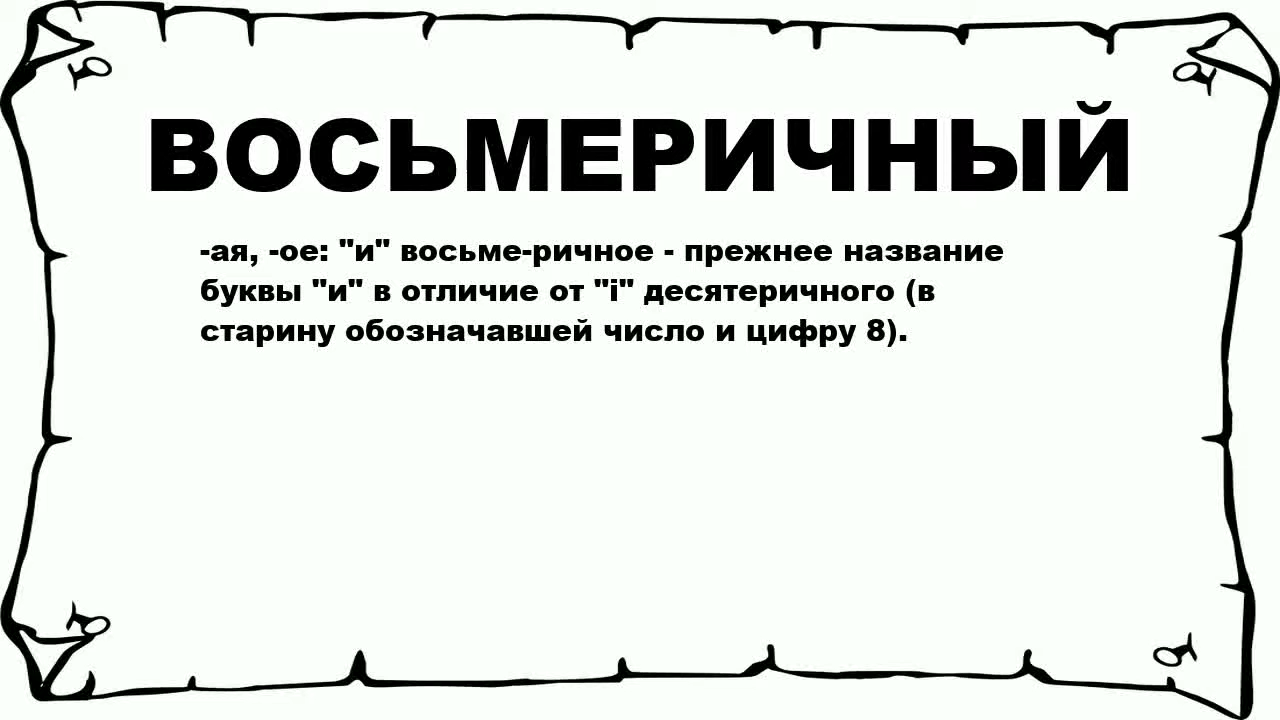 ВОСЬМЕРИЧНЫЙ
-ая, -ое: "и" восьме-ричное - прежнее название
буквы "и" в отличие от "i" десятеричного (в
старину обозначавшей число и цифру 8).